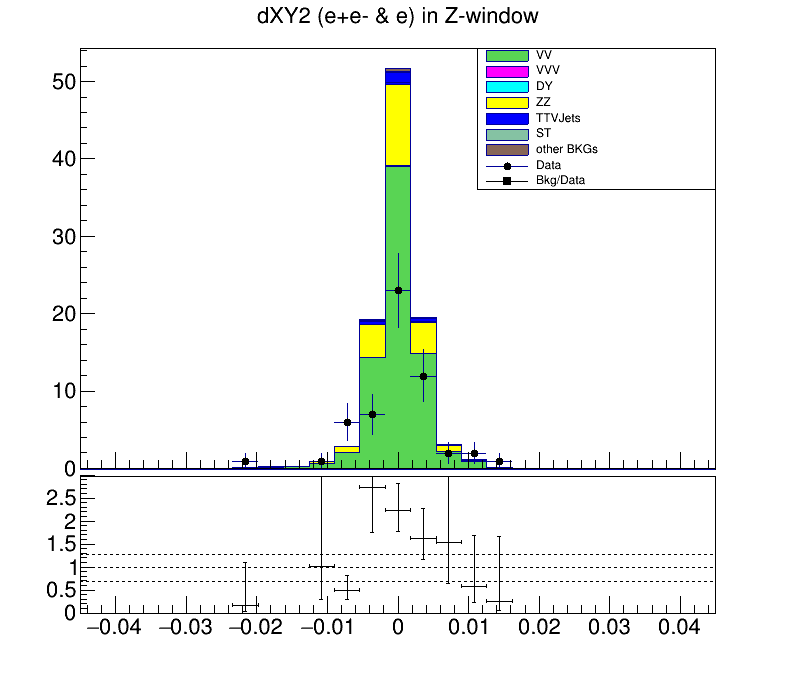 dXY2 (e+e- & e) in Z-window
VV
VVV
DY
ZZ
TTVJets
ST
other BKGs
Data
Bkg/Data
50
40
30
20
10
0
2.5
2
1.5
1
0.5
0
−0.04 −0.03 −0.02 −0.01 0 0.01 0.02 0.03 0.04